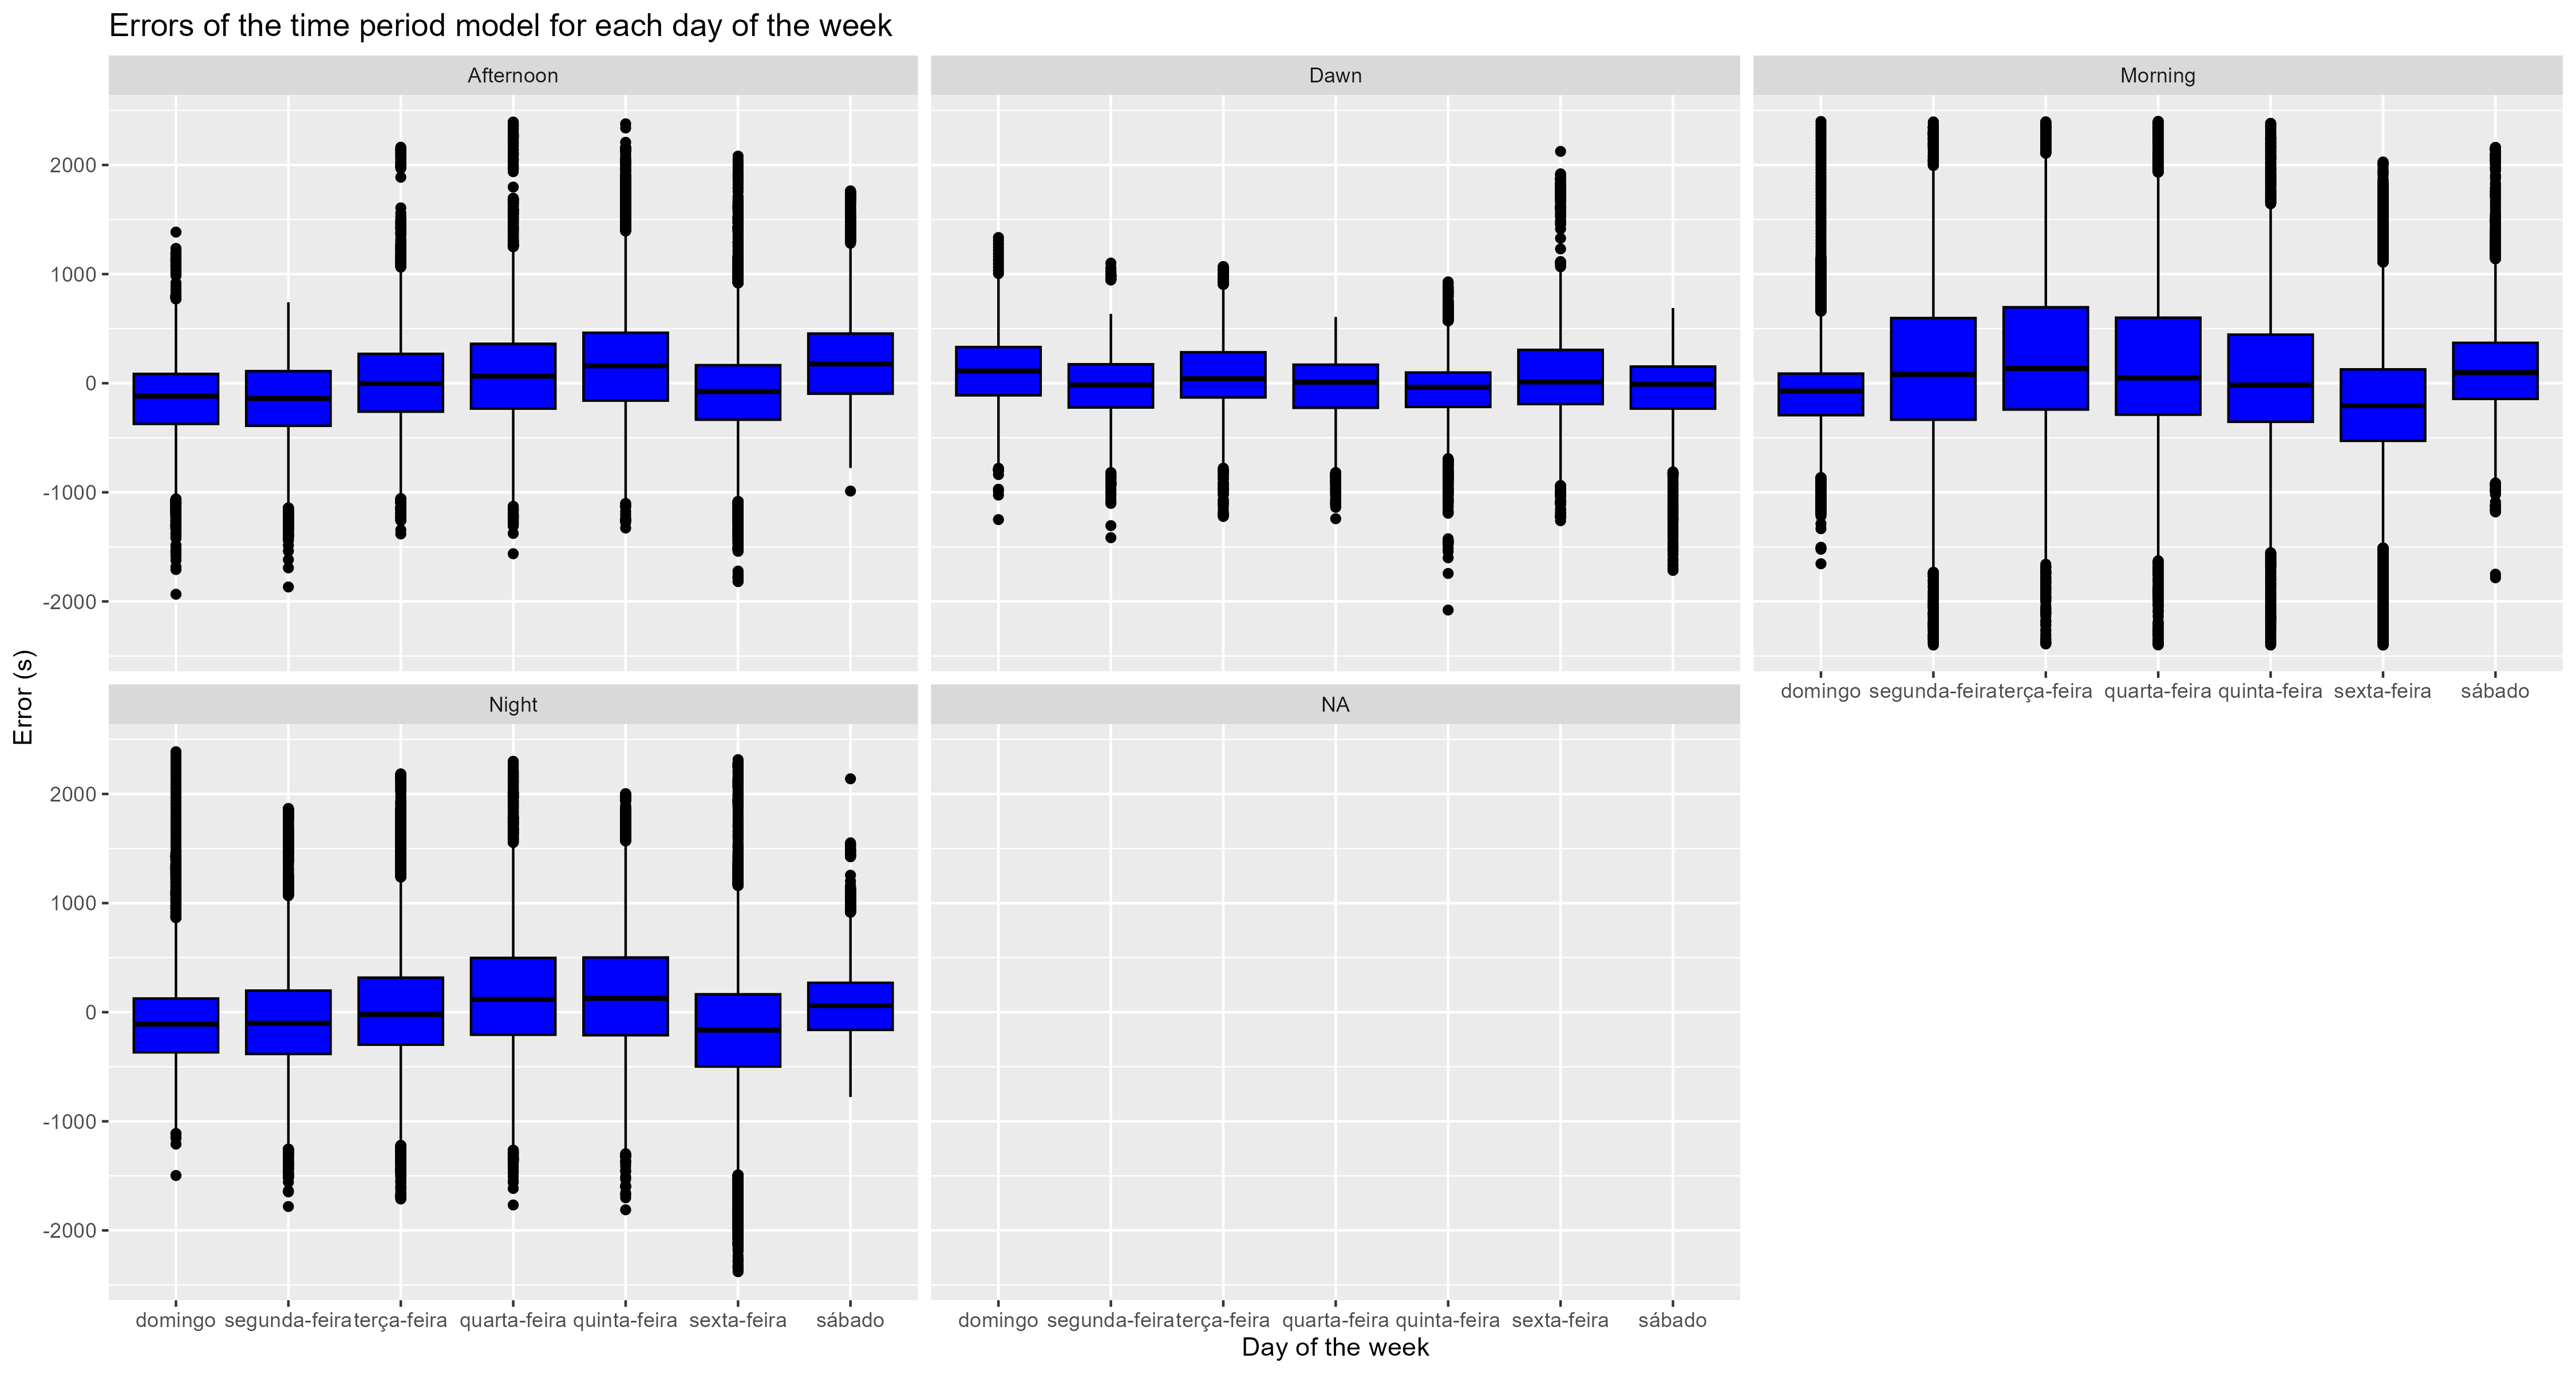 Errors of the time period model for each day of the week
Afternoon
Dawn
Morning
2000
1000
0
-1000
-2000
domingo segunda-feira terça-feira quarta-feira quinta-feira sexta-feira sábado
Error (s)
Night
NA
2000
1000
0
-1000
-2000
domingo segunda-feira terça-feira quarta-feira quinta-feira sexta-feira sábado
domingo segunda-feira terça-feira quarta-feira quinta-feira sexta-feira sábado
Day of the week